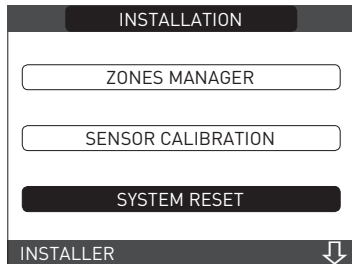 INSTALLATION
ZONES MANAGER
SENSOR CALIBRATION
SYSTEM RESET
INSTALLER